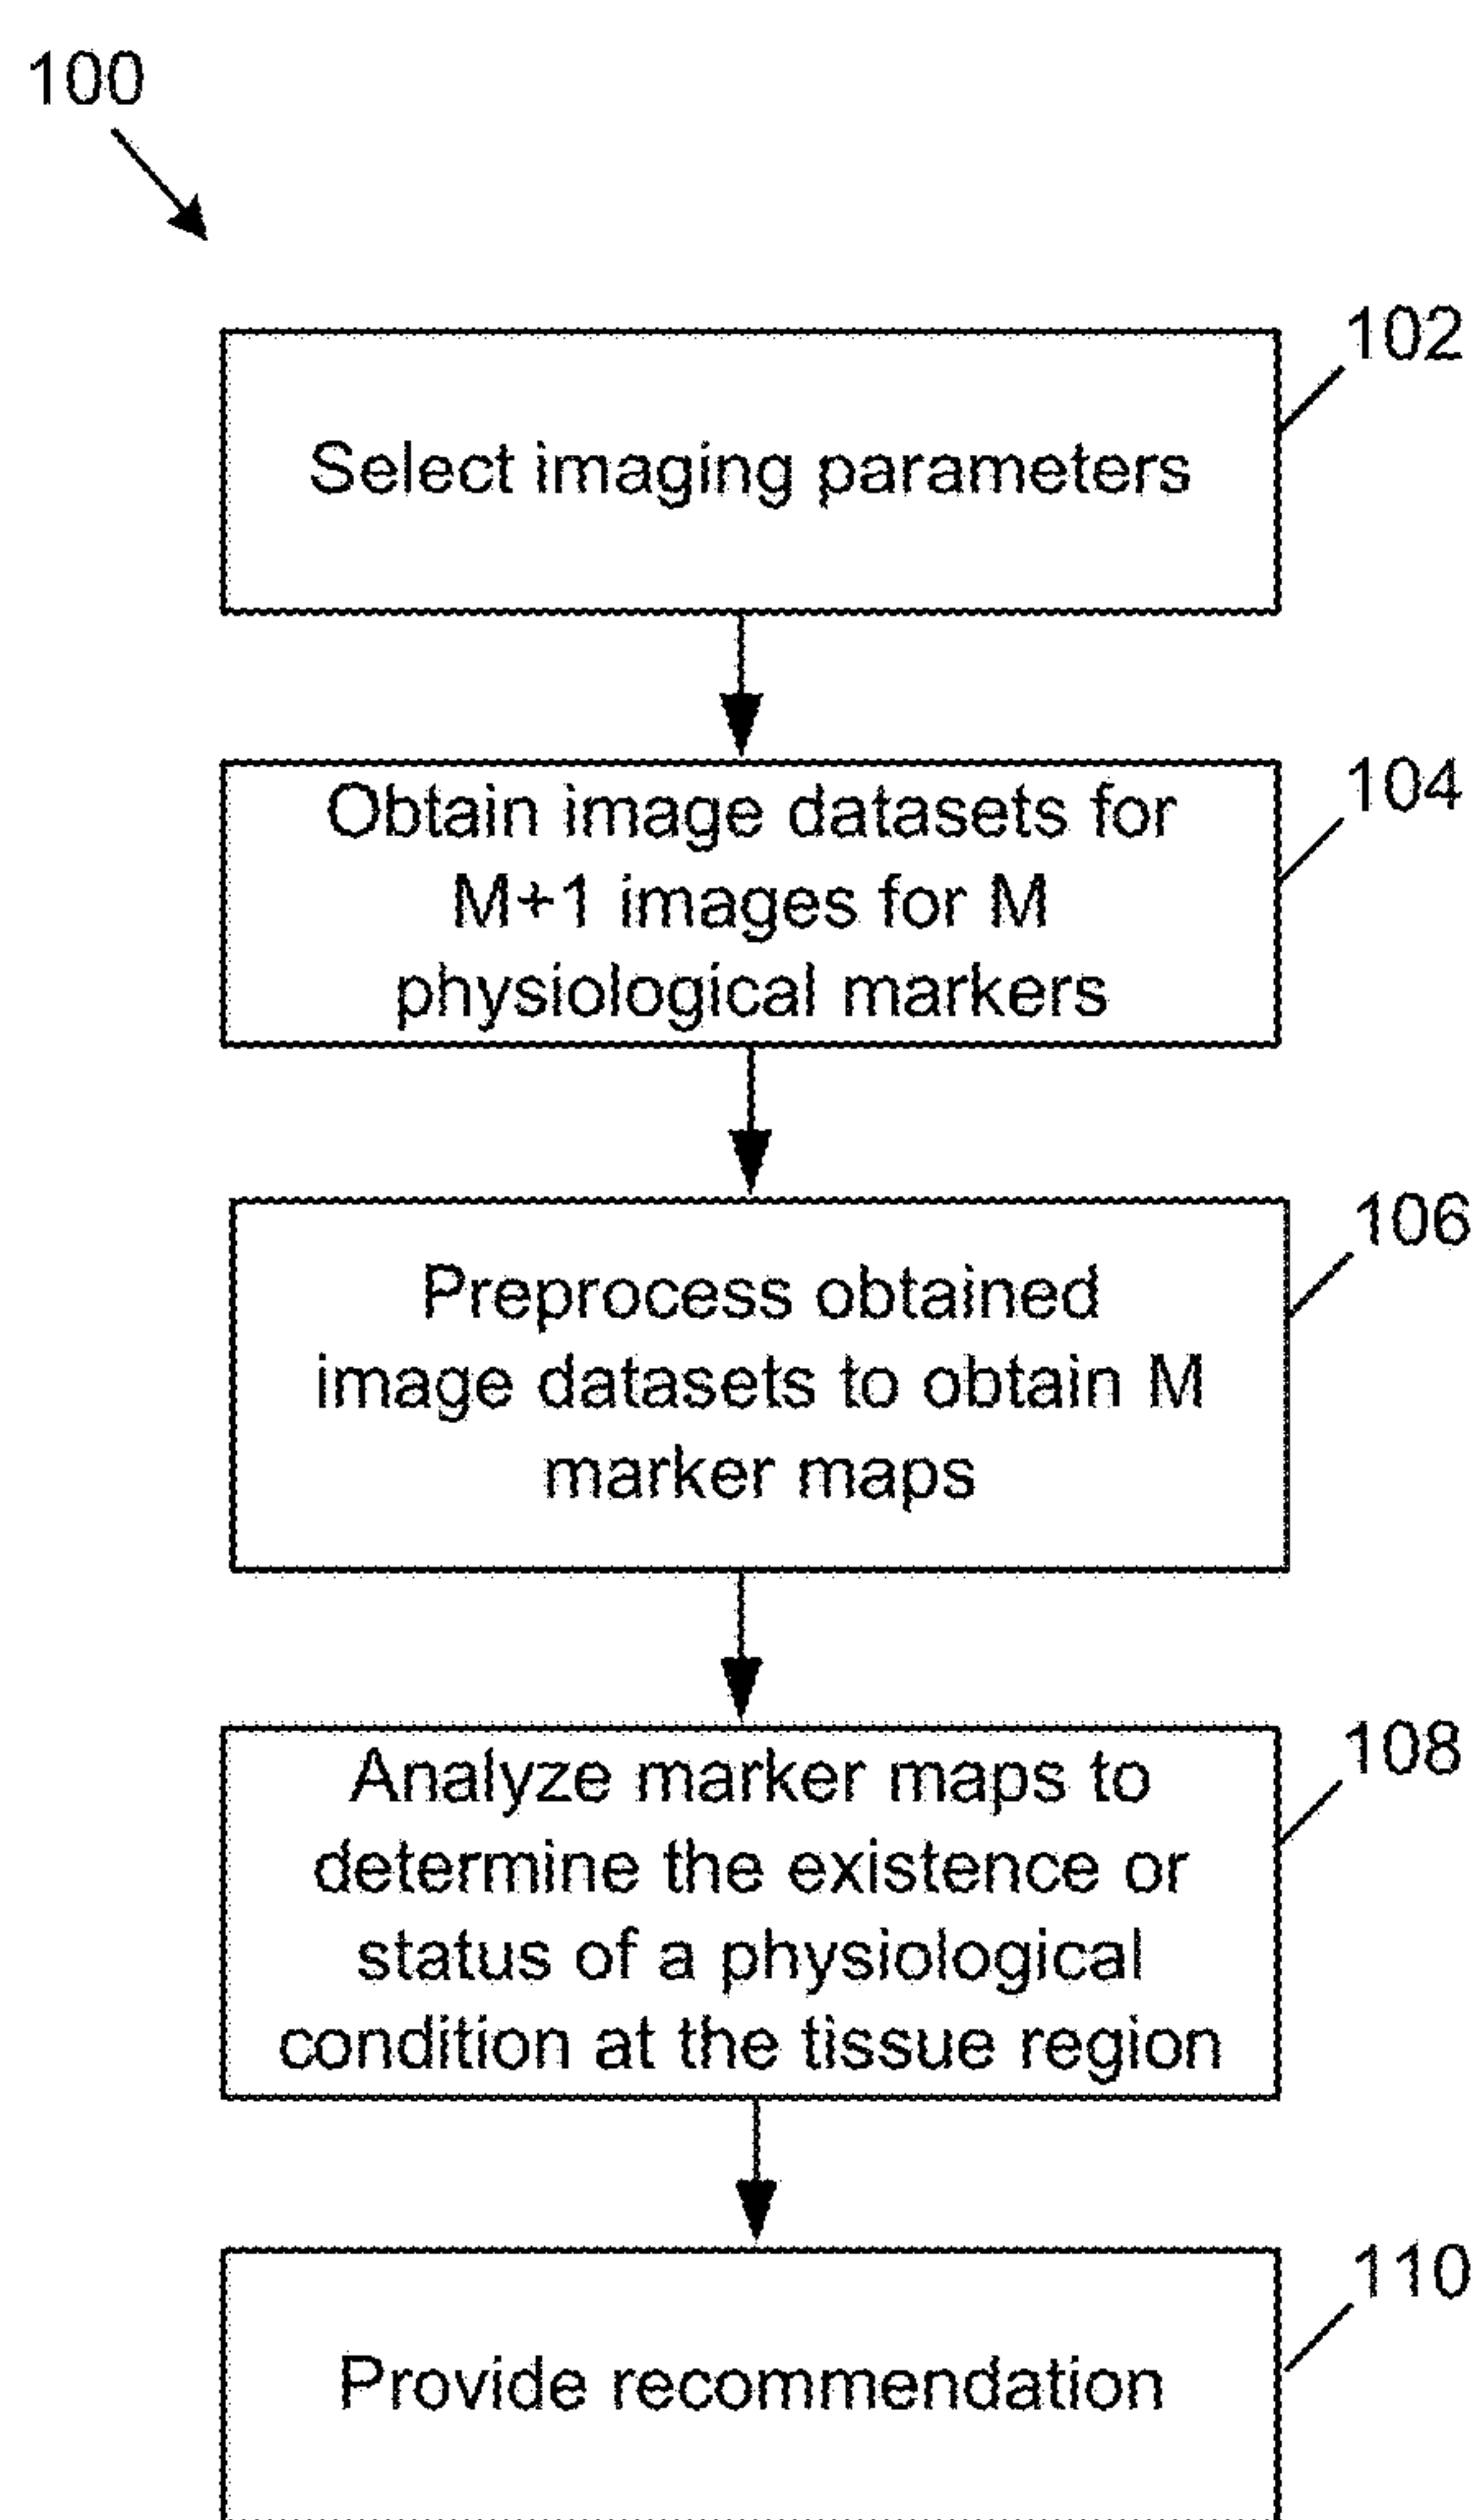 100
102
Select imaging parameters
104
Obtain image datasets for
M+1 images for M
physiological markers
106
Preprocess obtained
image datasets to obtain M
marker maps
108
Analyze marker maps to
determine the existence or
status of a physiological
condition at the tissue region
110
Provide recommendation